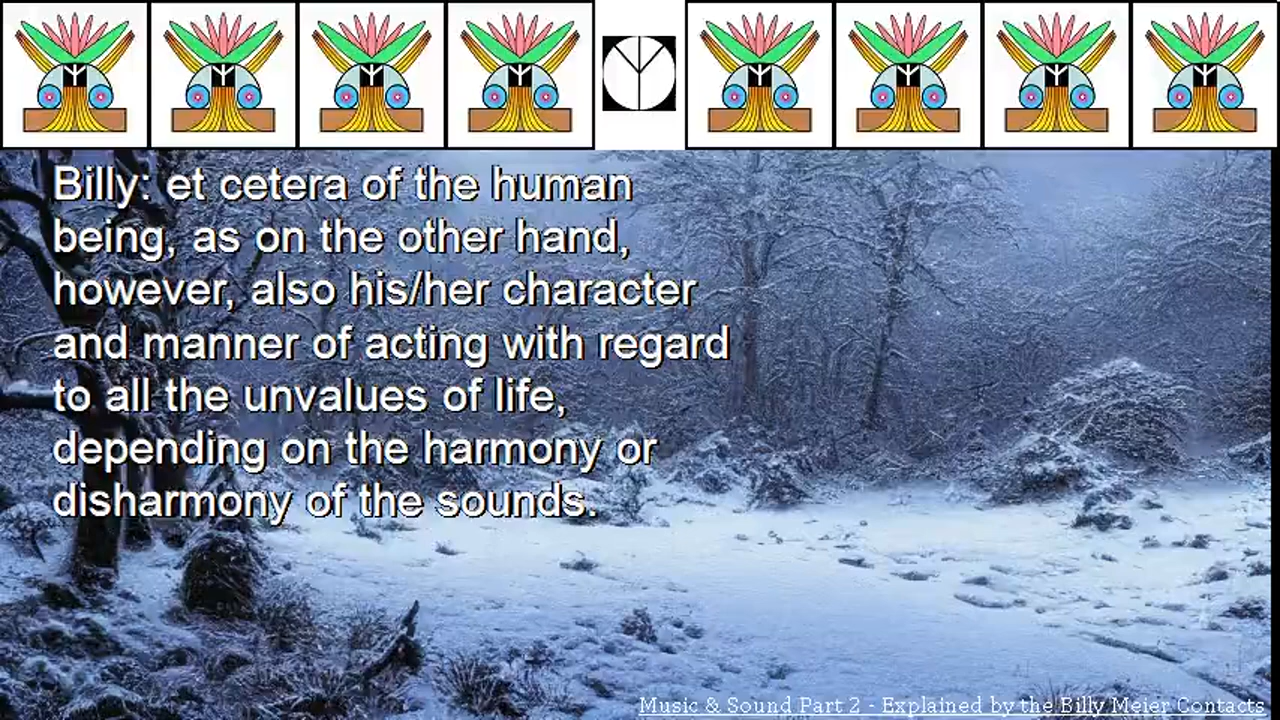 Billy: et cetera of the human
being, as on the other hand,
however, also his/her character
and manner of acting with regard
to all the unvalues of life,
depending on the harmony or
disharmony of the sounds.
Music & Sound Part 2 - Explained by the Billy Meier Contacts